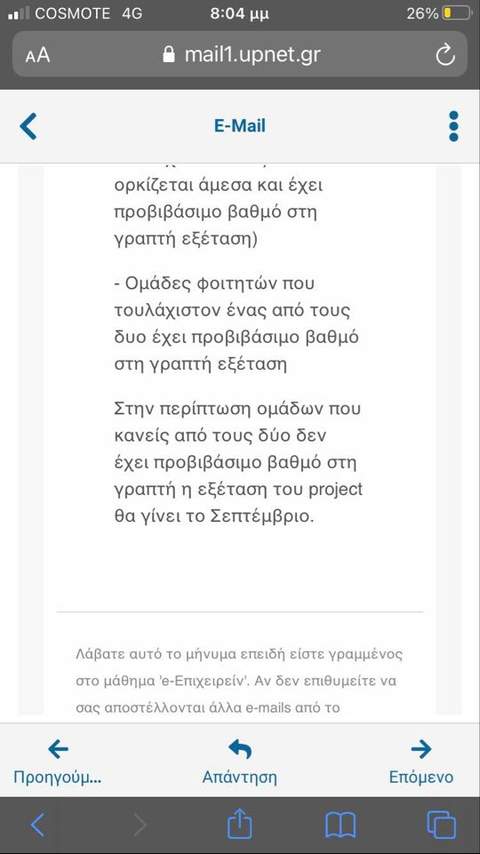 COSMOTE 4G 8:04 μμ 26%
AA mail1.upnet.gr
E-Mail
ορκίζεται άμεσα και έχει
προβιβάσιμο βαθμό στη
γραπτή εξέταση)
- Ομάδες φοιτητών που
τουλάχιστον ένας από τους
δυο έχει προβιβάσιμο βαθμό
στη γραπτή εξέταση
Στην περίπτωση ομάδων που
κανείς από τους δύο δεν
έχει προβιβάσιμο βαθμό στη
γραπτή η εξέταση του project
θα γίνει το Σεπτέμβριο.
Λάβατε αυτό το μήνυμα επειδή είστε γραμμένος
στο μάθημα 'e-Επιχειρείν'. Αν δεν επιθυμείτε να
σας αποστέλλονται άλλα e-mails από το
Προηγούμ... Απάντηση Επόμενο